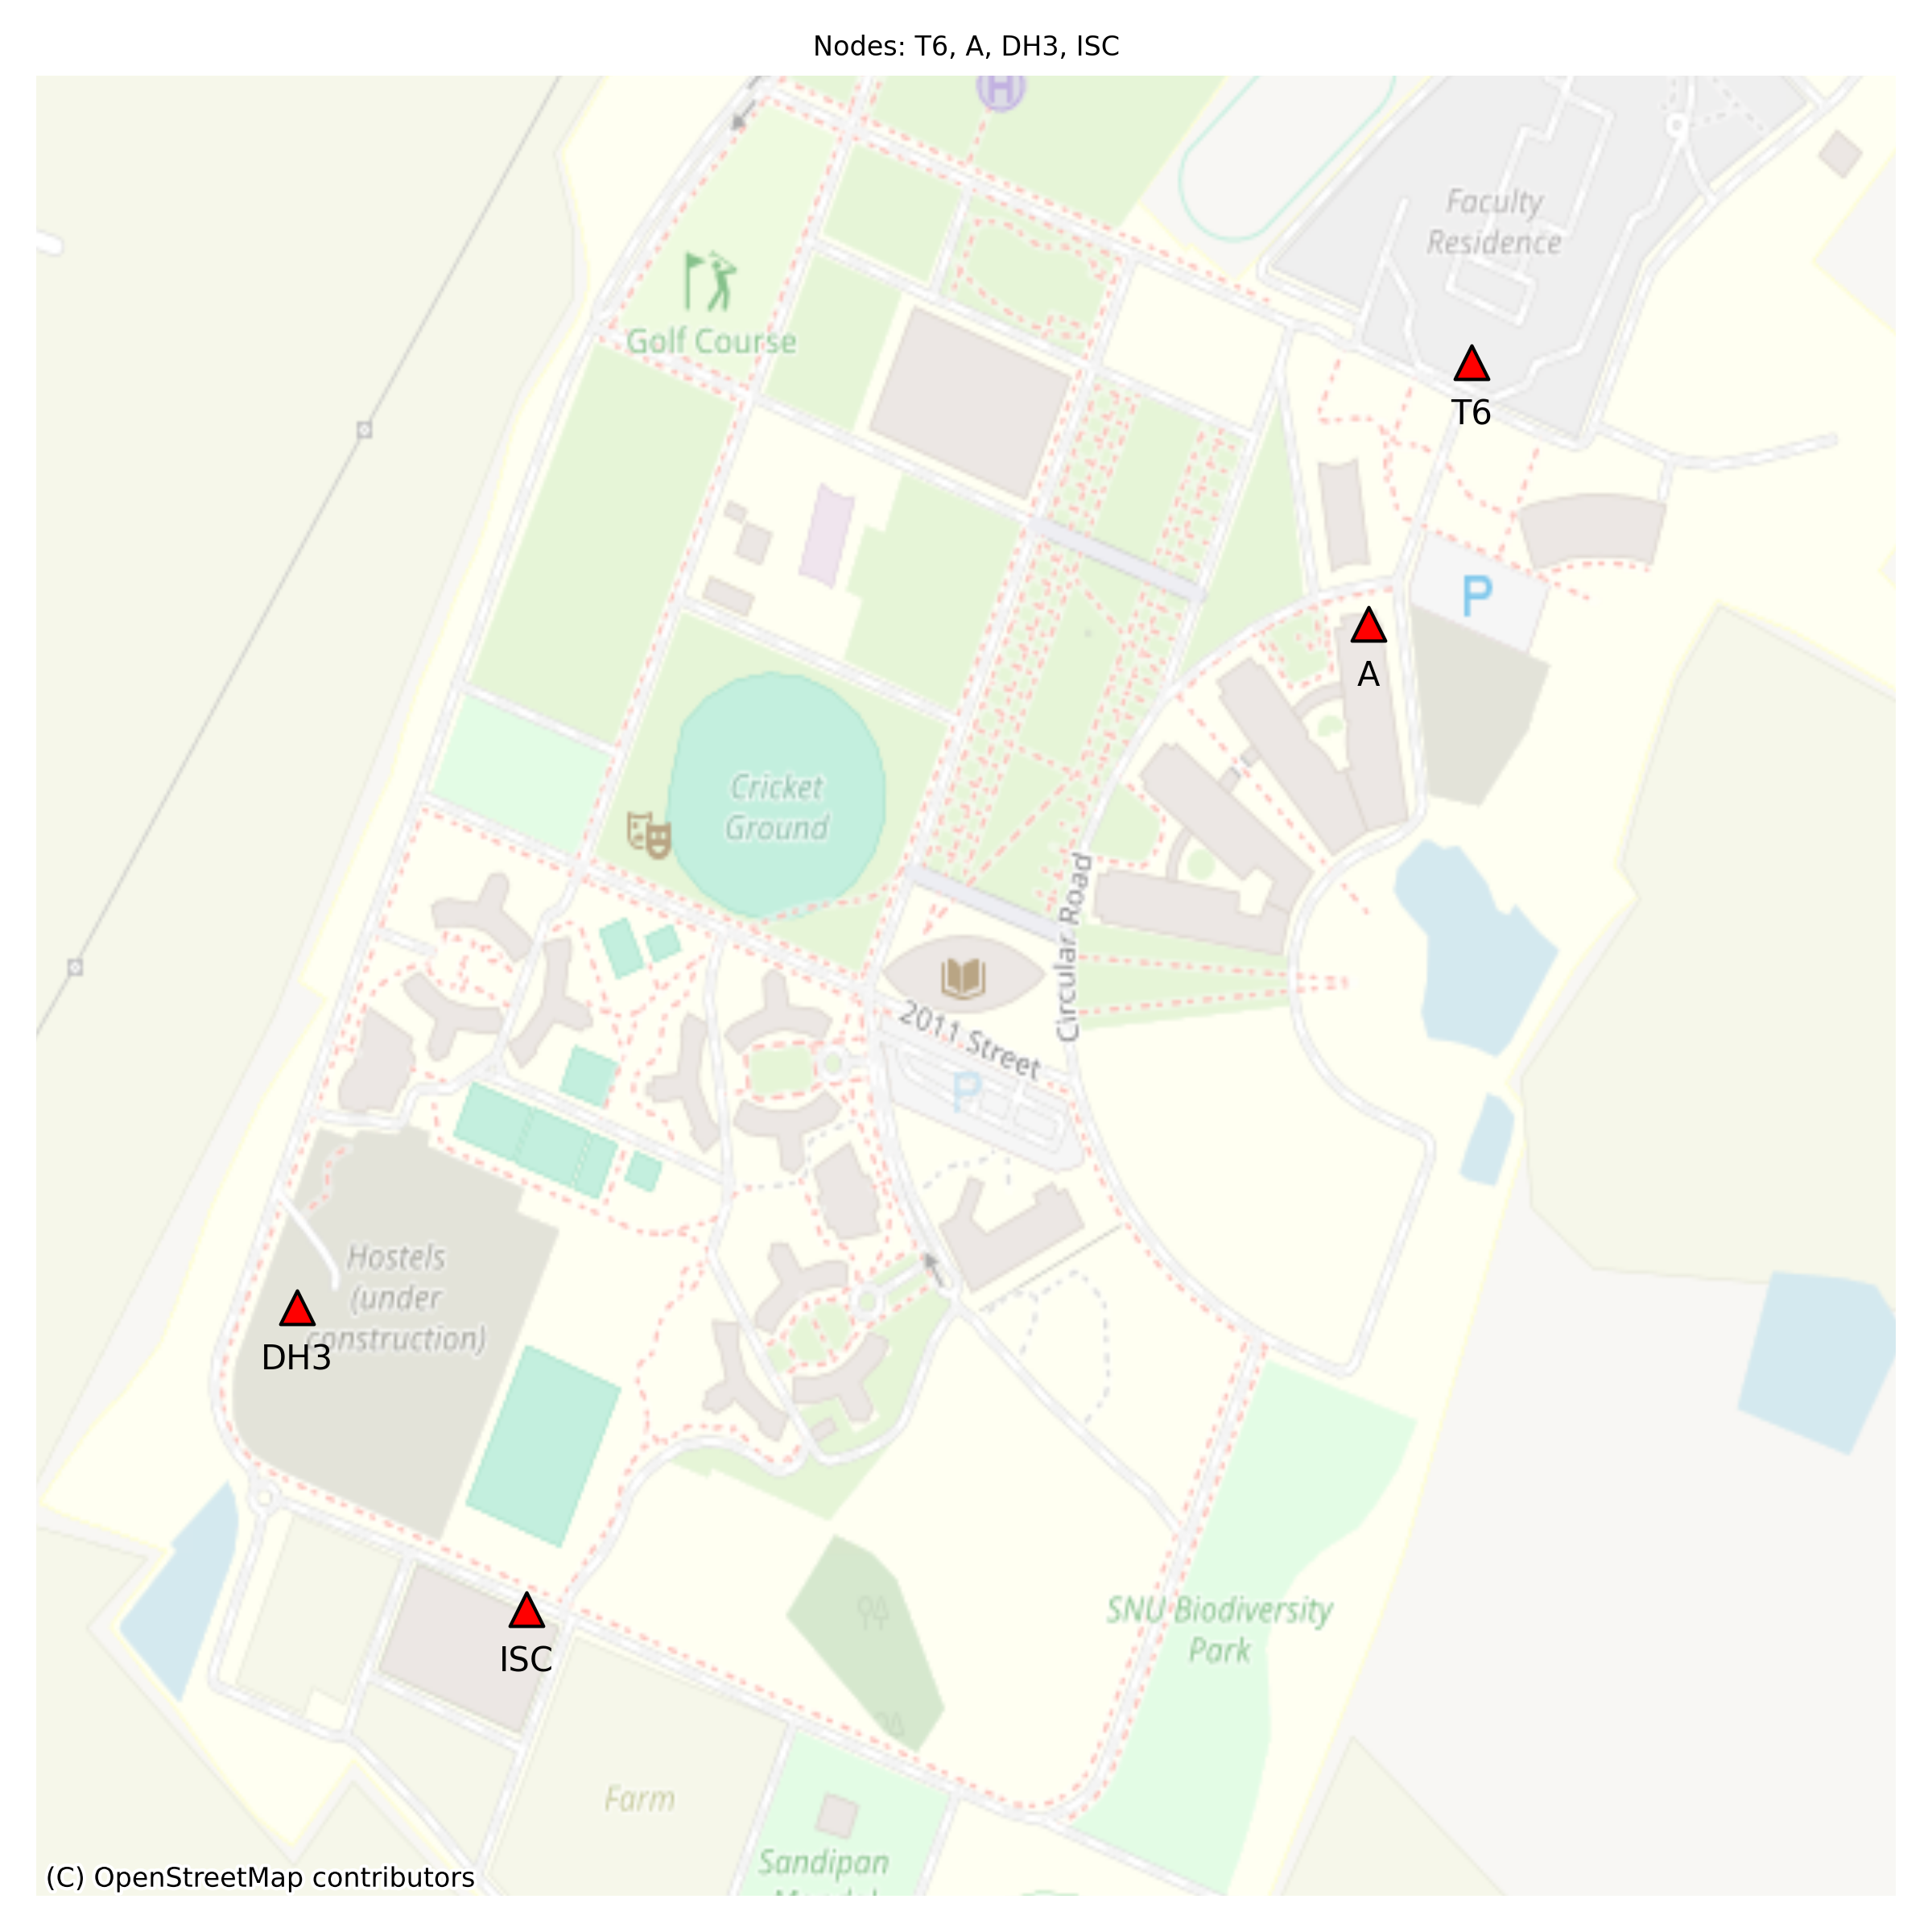 Nodes: T6, A, DH3, ISC
H
Faculty
Residence
Golf Course
T6
P
A
Cricket
Ground
Circular Road
2011 Street
P
Hostels
(under
construction)
DH3
SNU Biodiversity
Park
ISC
Farm
Sandipan
(C) OpenStreetMap contributors